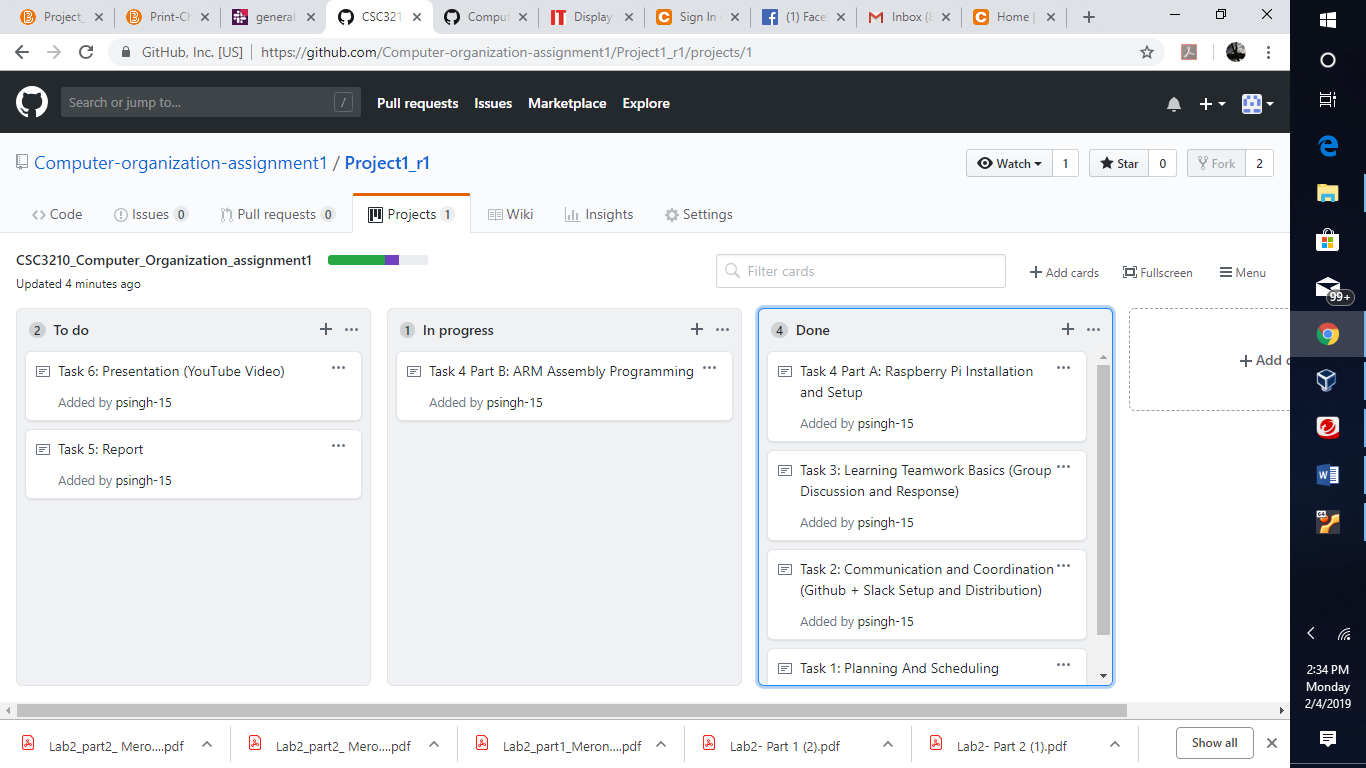 Project_
Print-Ch
general
CSC321
Comput
Display
Sign In
(1) Face
Inbox (8
Home |
GitHub, Inc. [US]
https://github.com/Computer-organization-assignment1/Project1_r1/projects/1
Search or jump to...
/
Pull requests
Issues
Marketplace
Explore
Computer-organization-assignment1 / Project1_r1
Watch
1
Star
0
Fork
2
Code
Issues 0
Pull requests 0
Projects 1
Wiki
Insights
Settings
CSC3210_Computer_Organization_assignment1
Updated 4 minutes ago
Filter cards
Add cards
Fullscreen
Menu
2 To do
Task 6: Presentation (YouTube Video)
Added by psingh-15
Task 5: Report
Added by psingh-15
1 In progress
Task 4 Part B: ARM Assembly Programming
Added by psingh-15
4 Done
Task 4 Part A: Raspberry Pi Installation
and Setup
Added by psingh-15
Task 3: Learning Teamwork Basics (Group
Discussion and Response)
Added by psingh-15
Task 2: Communication and Coordination
(Github + Slack Setup and Distribution)
Added by psingh-15
Task 1: Planning And Scheduling
Add c
99+
2:34 PM
Monday
2/4/2019
Lab2_part2_ Mero....pdf
Lab2_part2_ Mero....pdf
Lab2_part1_Meron....pdf
Lab2- Part 1 (2).pdf
Lab2- Part 2 (1).pdf
Show all